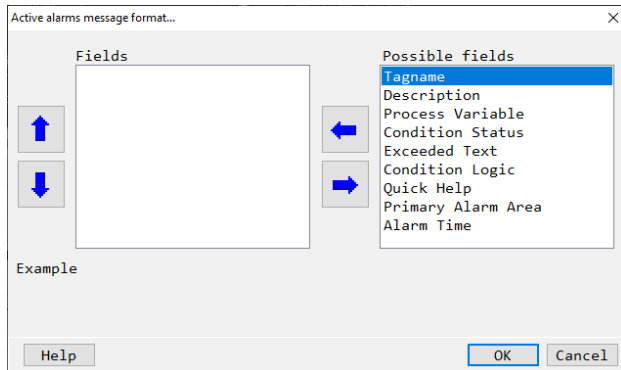 Active alarms message format...
Fields
Possible fields
Tagname
Description
Process Variable
Condition Status
Exceeded Text
Condition Logic
Quick Help
Primary Alarm Area
Alarm Time
Example
Help
OK
Cancel